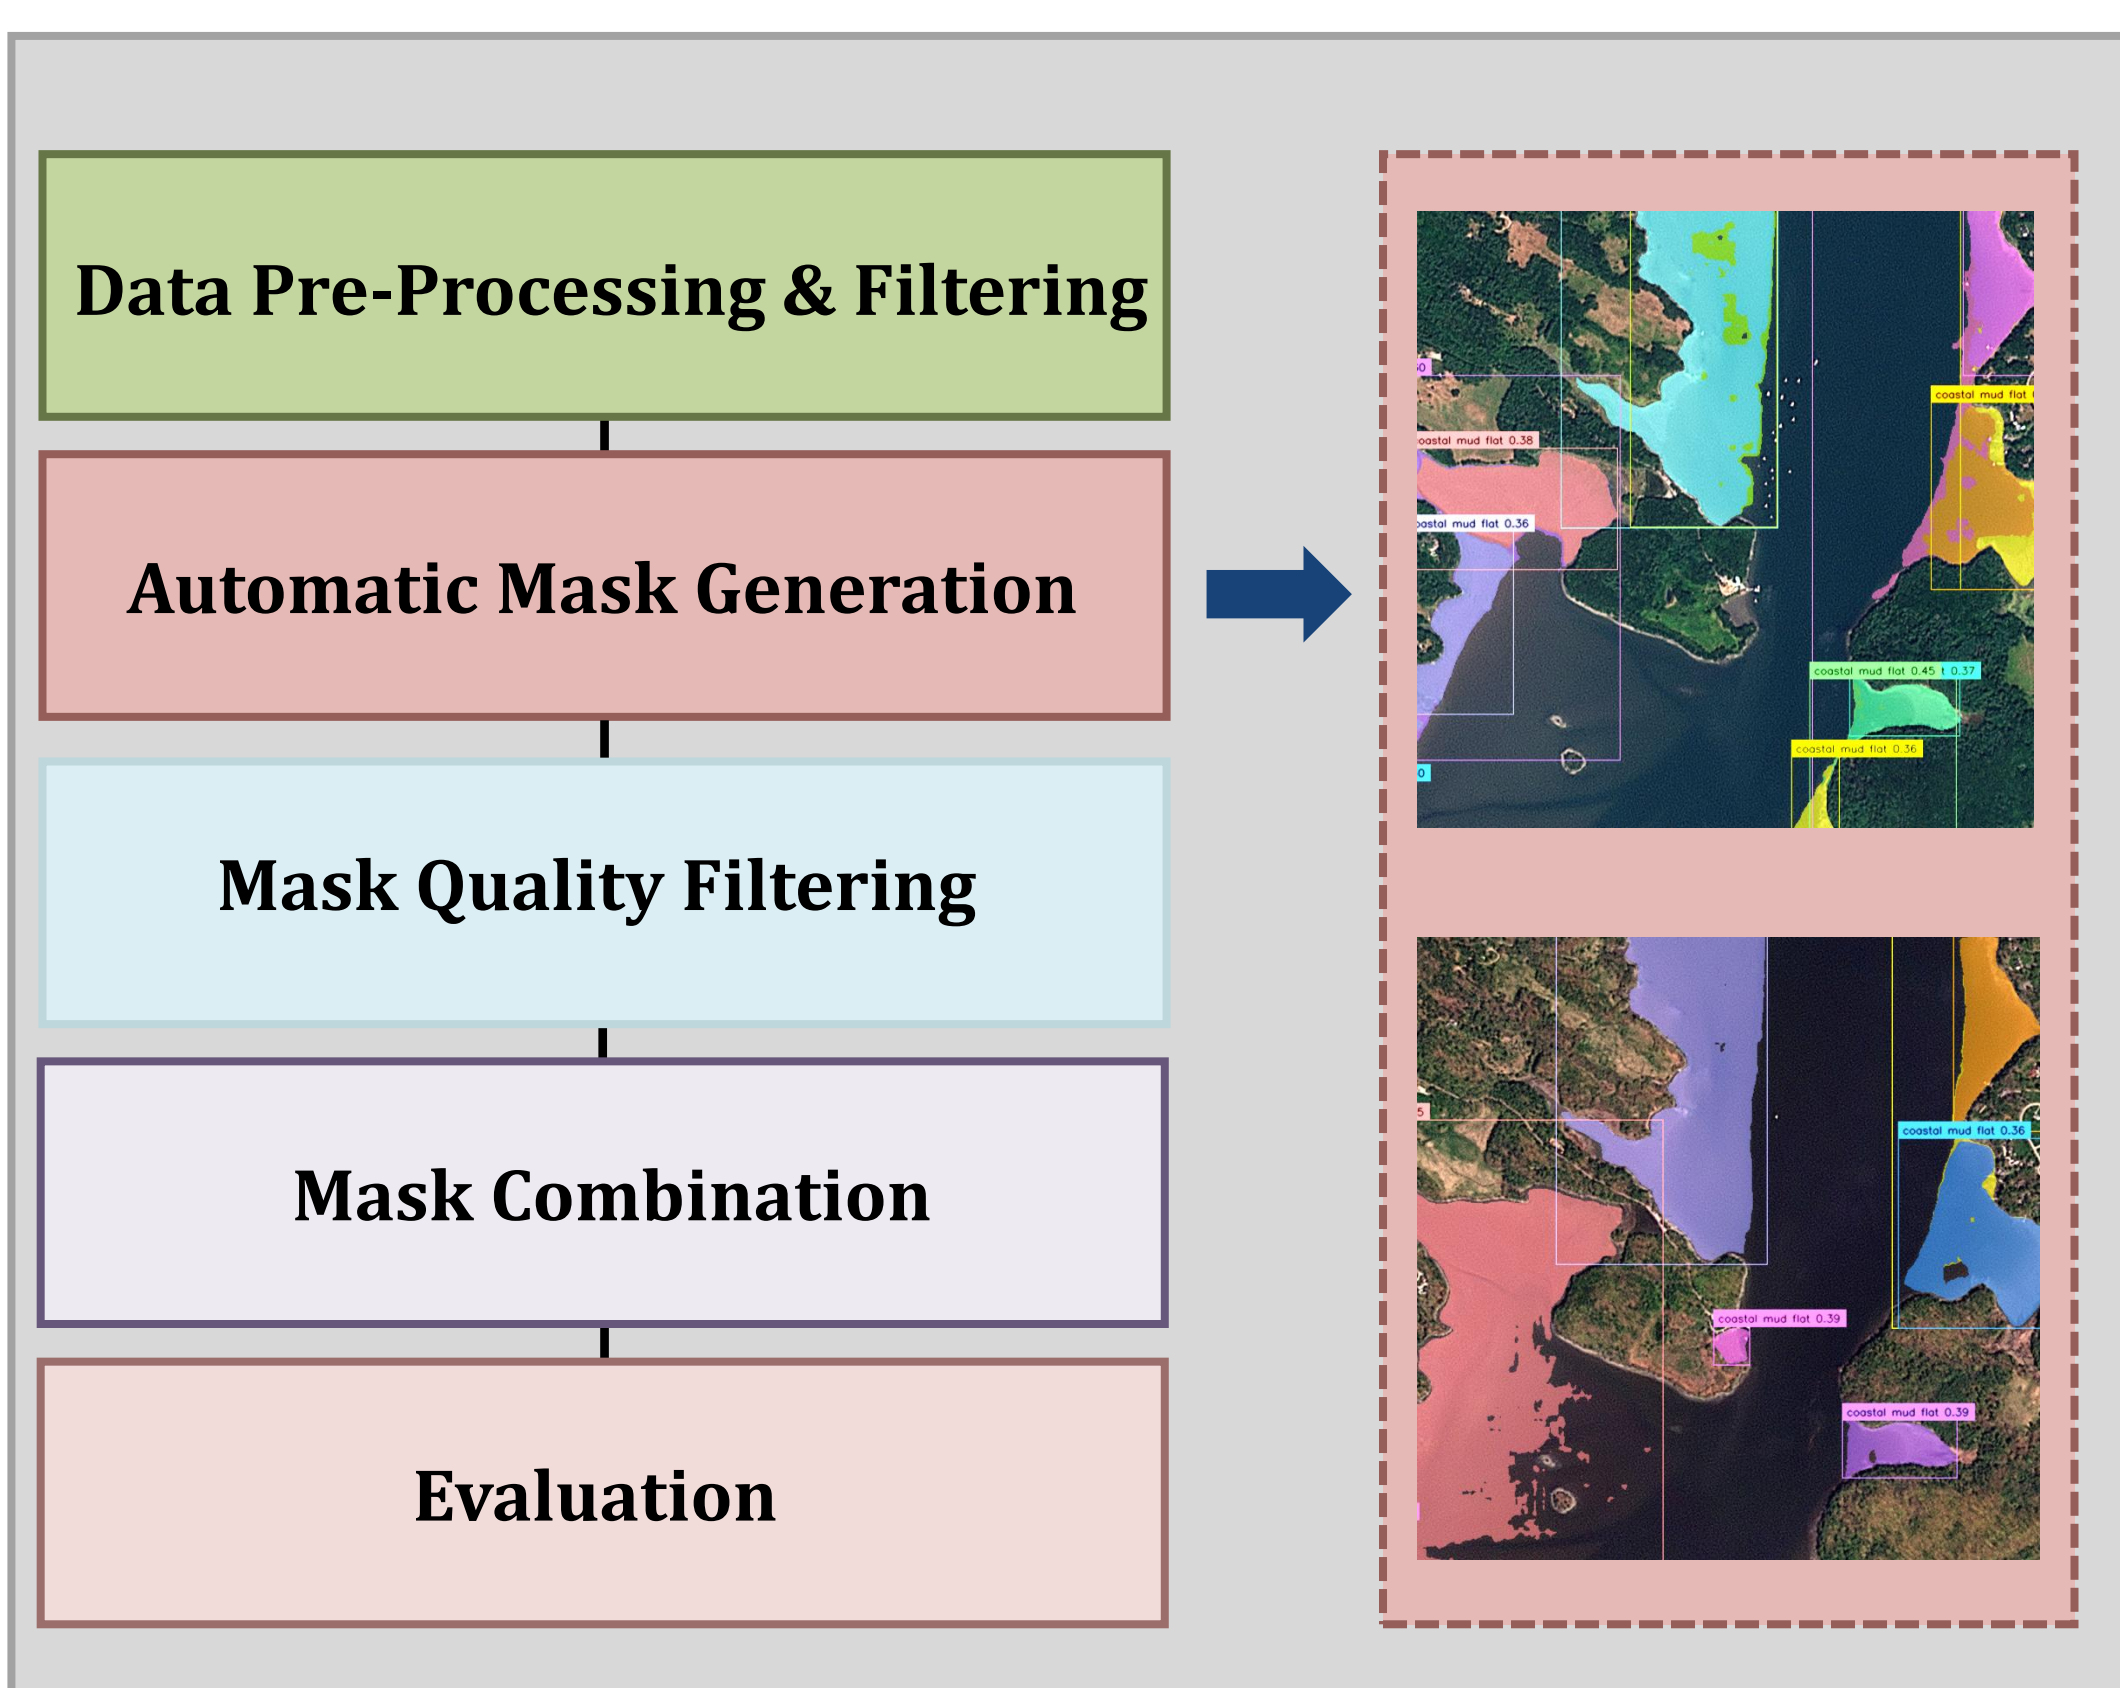 Data Pre-Processing & Filtering
Automatic Mask Generation
Mask Quality Filtering
Mask Combination
Evaluation
coastal mud flat
oastal mud flat 0.38
oastal mud flat 0.36
coastal mud flat 0.45 t 0.37
coastal mud flat 0.36
0
5
coastal mud flat 0.36
coastal mud flat 0.39
coastal mud flat 0.39